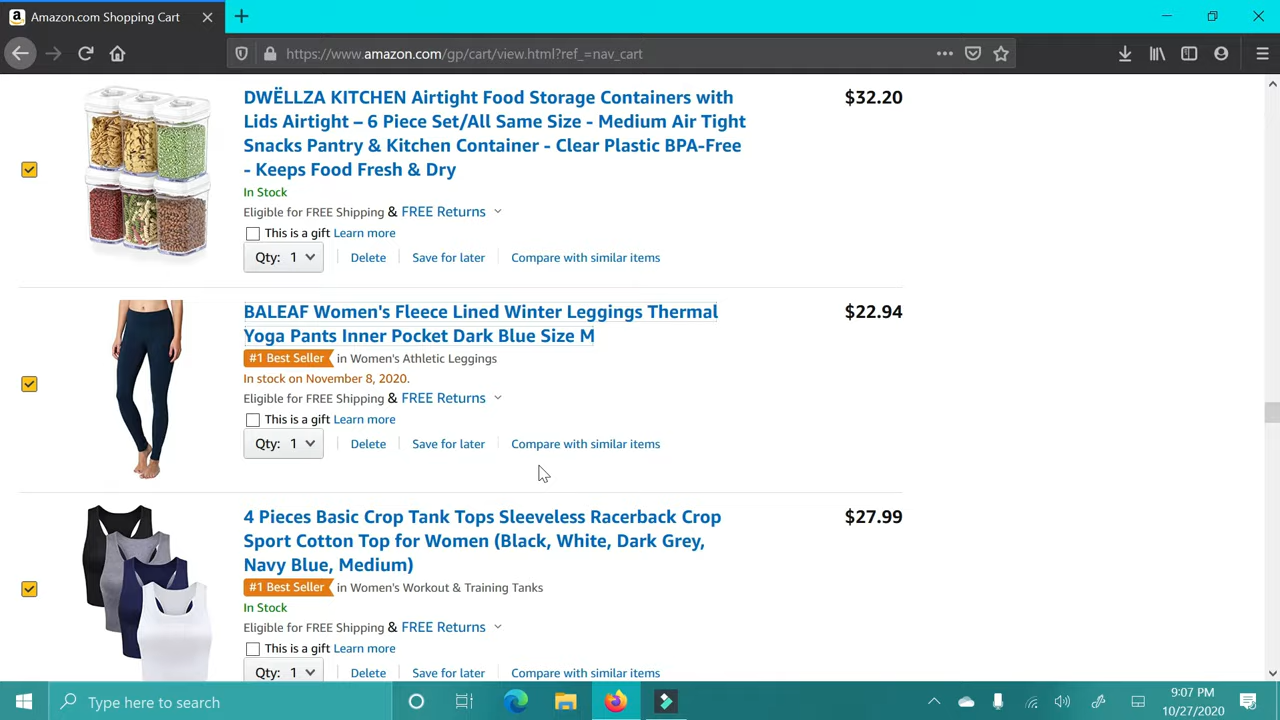 Amazon.com Shopping Cart
https://www.amazon.com/gp/cart/view.html?ref_=nav_cart
DWËLLZA KITCHEN Airtight Food Storage Containers with
Lids Airtight – 6 Piece Set/All Same Size - Medium Air Tight
Snacks Pantry & Kitchen Container - Clear Plastic BPA-Free
- Keeps Food Fresh & Dry
$32.20
In Stock
Eligible for FREE Shipping & FREE Returns
This is a gift Learn more
Qty: 1 Delete Save for later Compare with similar items
BALEAF Women's Fleece Lined Winter Leggings Thermal
Yoga Pants Inner Pocket Dark Blue Size M
$22.94
#1 Best Seller in Women's Athletic Leggings
In stock on November 8, 2020.
Eligible for FREE Shipping & FREE Returns
This is a gift Learn more
Qty: 1 Delete Save for later Compare with similar items
4 Pieces Basic Crop Tank Tops Sleeveless Racerback Crop
Sport Cotton Top for Women (Black, White, Dark Grey,
Navy Blue, Medium)
$27.99
#1 Best Seller in Women's Workout & Training Tanks
In Stock
Eligible for FREE Shipping & FREE Returns
This is a gift Learn more
Qty: 1 Delete Save for later Compare with similar items
Type here to search
9:07 PM
10/27/2020